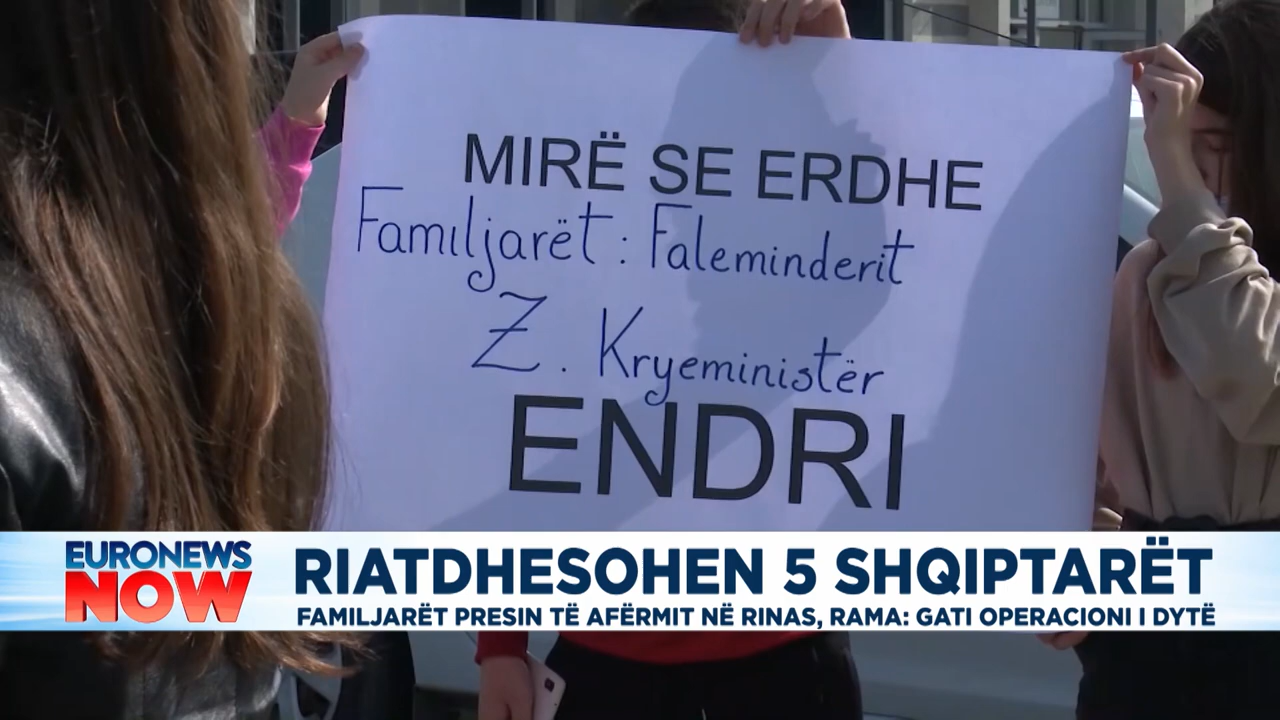 MIRË SE ERDHE
Familjarët: Faleminderit
Z. Kryeministër
ENDRI
EURONEWS
NOW
RIATDHESOHEN 5 SHQIPTARËT
FAMILJARËT PRESIN TË AFËRMIT NË RINAS, RAMA: GATI OPERACIONI I DYTË